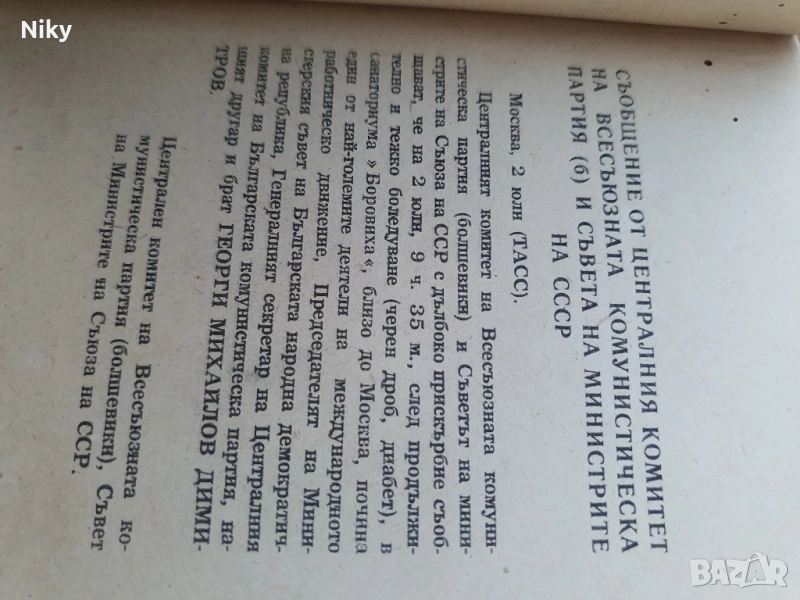 Niky
СЪОБЩЕНИЕ ОТ ЦЕНТРАЛНИЯ КОМИТЕТ
НА ВСЕСЪЮЗНАТА КОМУНИСТИЧЕСКА
ПАРТИЯ (б) И СЪВЕТА НА МИНИСТРИТЕ
НА СССР
Москва, 2 юли (ТАСС).
Централният комитет на Всесъюзната комуни-
стическа партия (болшевики) и Съветът на мини-
стрите на Съюза на ССР с дълбоко прискърбие съоб-
щават, че на 2 юли, 9 ч. 35 м., след продължи-
телно и тежко боледуване (черен дроб, диабет), в
санаториума »Боровиха«, близо до Москва, почина
един от най-големите деятели на международното
работническо движение, Председателят на Мини-
стерския съвет на Българската народна демократич-
на република, Генералният секретар на Централния
комитет на Българската комунистическа партия, на-
шият другар и брат ГЕОРГИ МИХАИЛОВ ДИМИ-
ТРОВ.
Централен комитет на Всесъюзната ко-
мунистическа партия (болшевики), Съвет
на Министрите на Съюза на ССР.
BAZAR